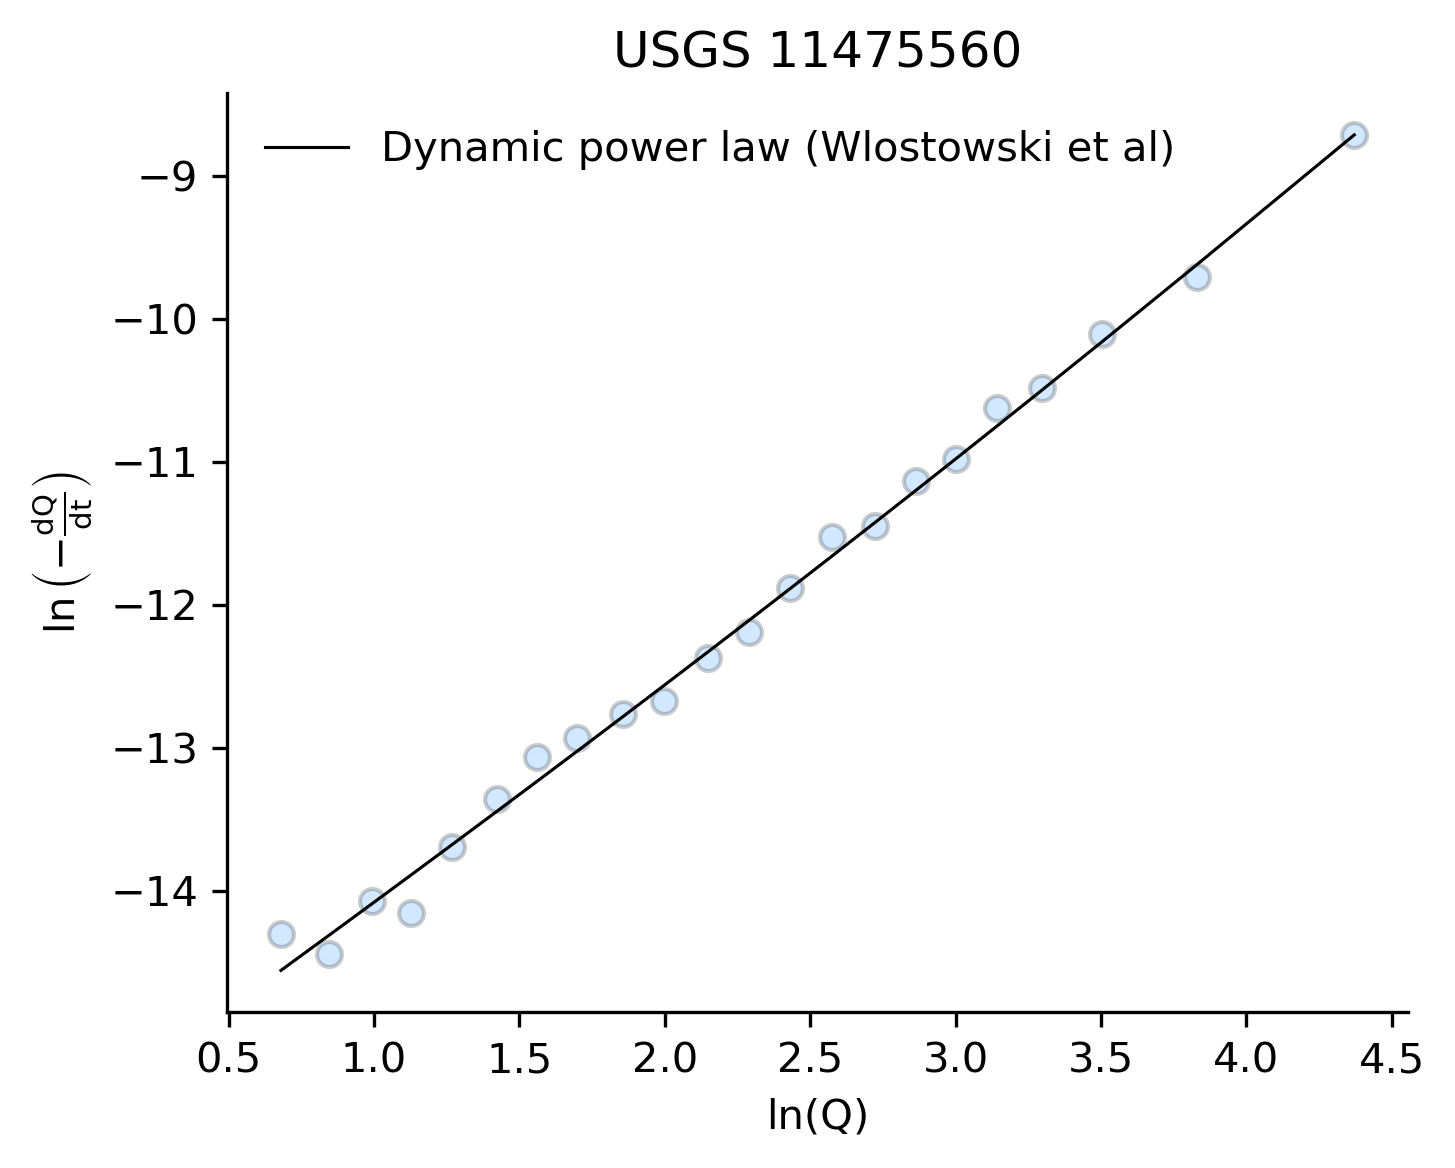 USGS 11475560
Dynamic power law (Wlostowski et al)
−9
−10
−11
−12
−13
−14
ln (−dQ/dt)
0.5 1.0 1.5 2.0 2.5 3.0 3.5 4.0 4.5
ln(Q)